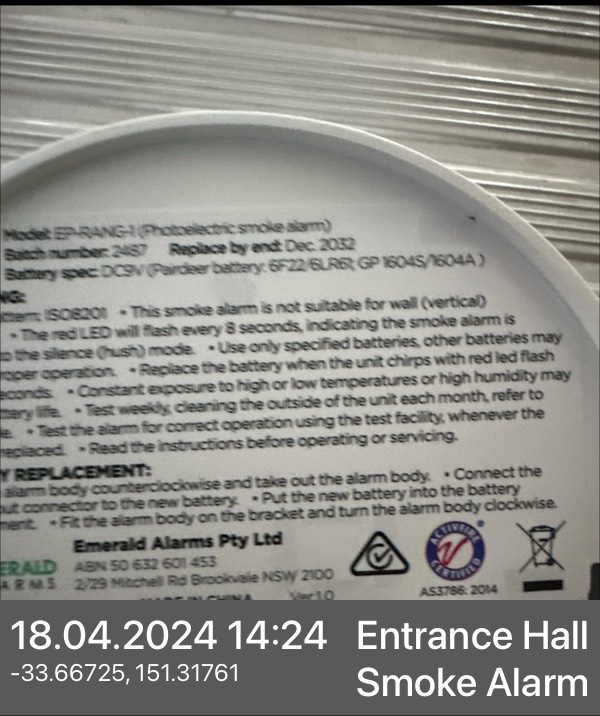 Model: EP-RANG-1 (Photoelectric smoke alarm)
Batch number: 2487 Replace by end: Dec. 2032
Battery spec: DC9V (Pairdeer battery: 6F22/6LR61; GP 1604S/1604A )
NG:
ttern: ISO8201 • This smoke alarm is not suitable for wall (vertical)
• The red LED will flash every 8 seconds, indicating the smoke alarm is
o the silence (hush) mode. • Use only specified batteries, other batteries may
oper operation. • Replace the battery when the unit chirps with red led flash
econds. • Constant exposure to high or low temperatures or high humidity may
ttery life. • Test weekly, cleaning the outside of the unit each month, refer to
e. • Test the alarm for correct operation using the test facility, whenever the
replaced. • Read the instructions before operating or servicing.
Y REPLACEMENT:
alarm body counterclockwise and take out the alarm body. • Connect the
ut connector to the new battery. • Put the new battery into the battery
ment. • Fit the alarm body on the bracket and turn the alarm body clockwise.
Emerald Alarms Pty Ltd
ERALD
ARMS
ABN 50 632 601 453
2/29 Mitchell Rd Brookvale NSW 2100
MADE IN CHINA Ver:1.0
ACTIVFIRE
CERTIFIED
AS3786: 2014
18.04.2024 14:24
-33.66725, 151.31761
Entrance Hall
Smoke Alarm